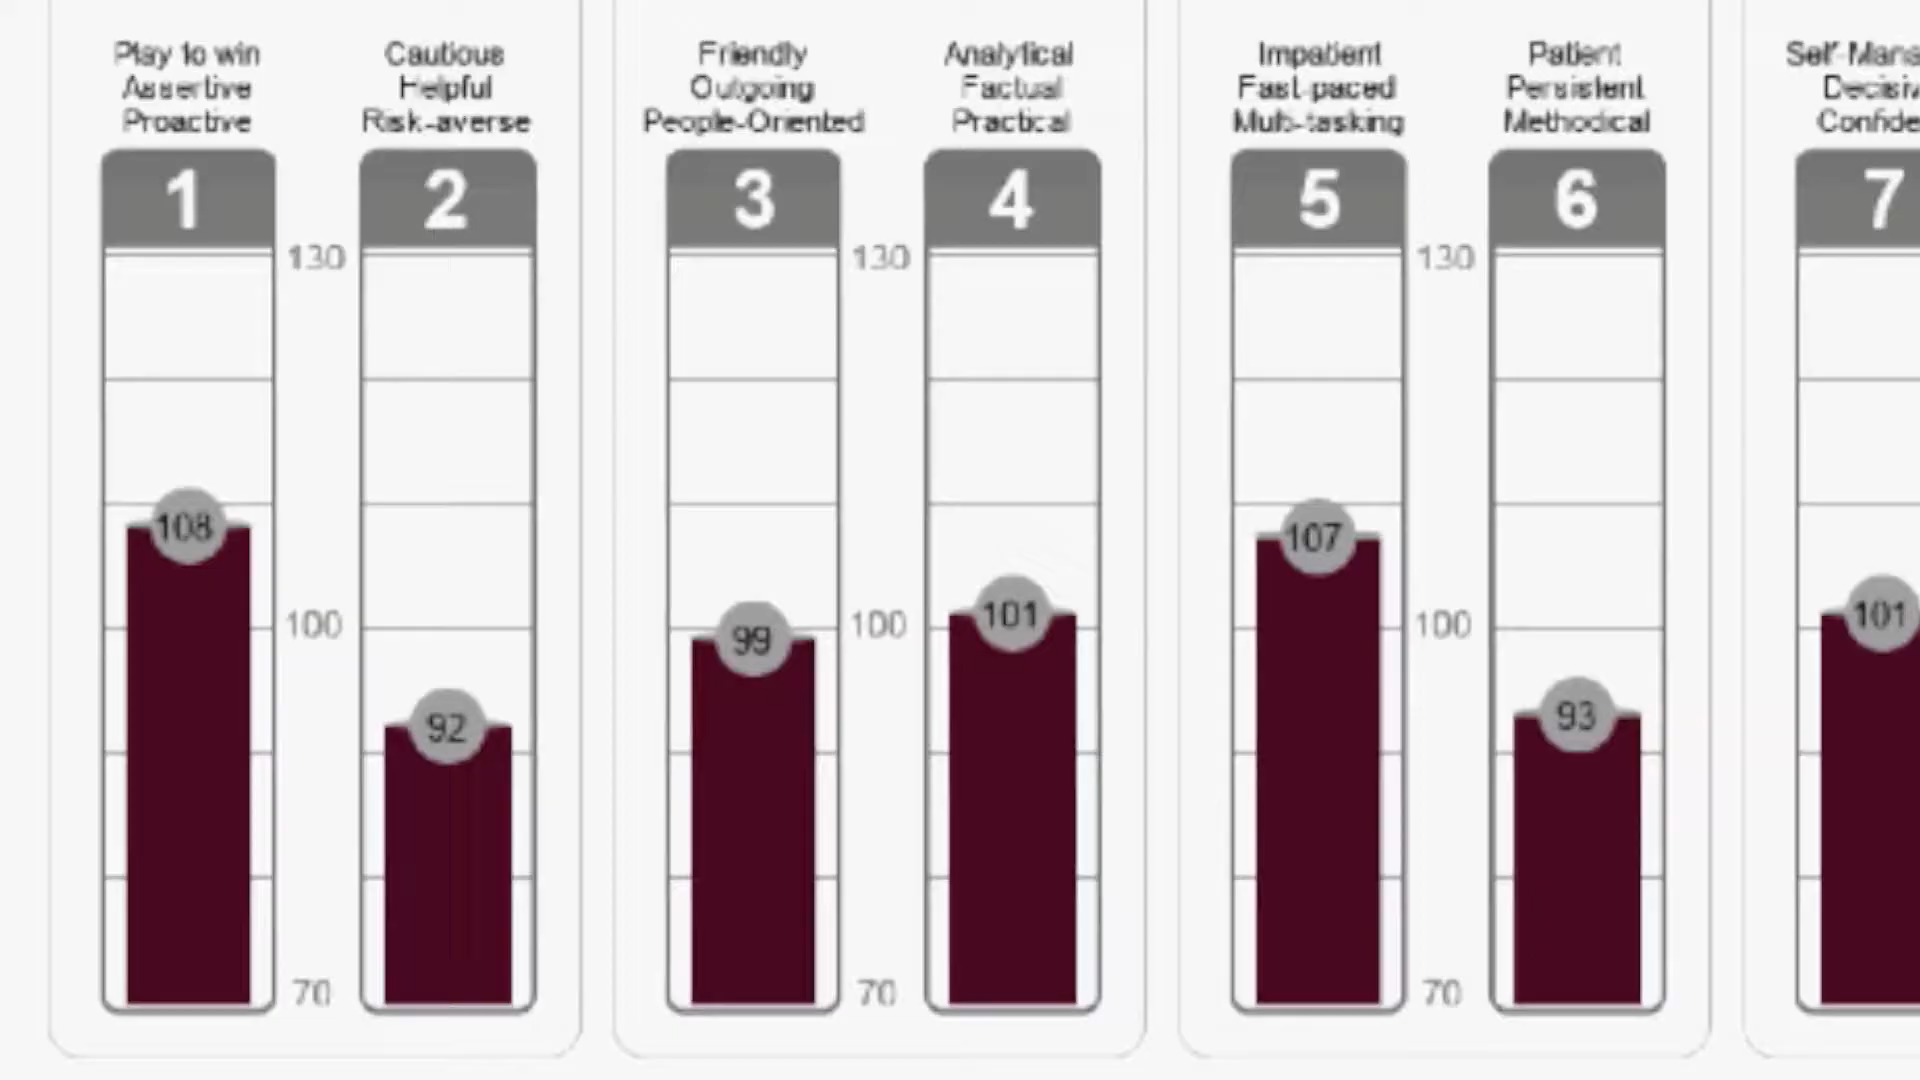 Play to win
Assertive
Proactive
Cautious
Helpful
Risk-averse
Friendly
Outgoing
People-Oriented
Analytical
Factual
Practical
Impatient
Fast-paced
Multi-tasking
Patient
Persistent
Methodical
1
2
3
4
5
6
7
130
130
130
108
92
99
101
107
93
101
100
100
100
70
70
70